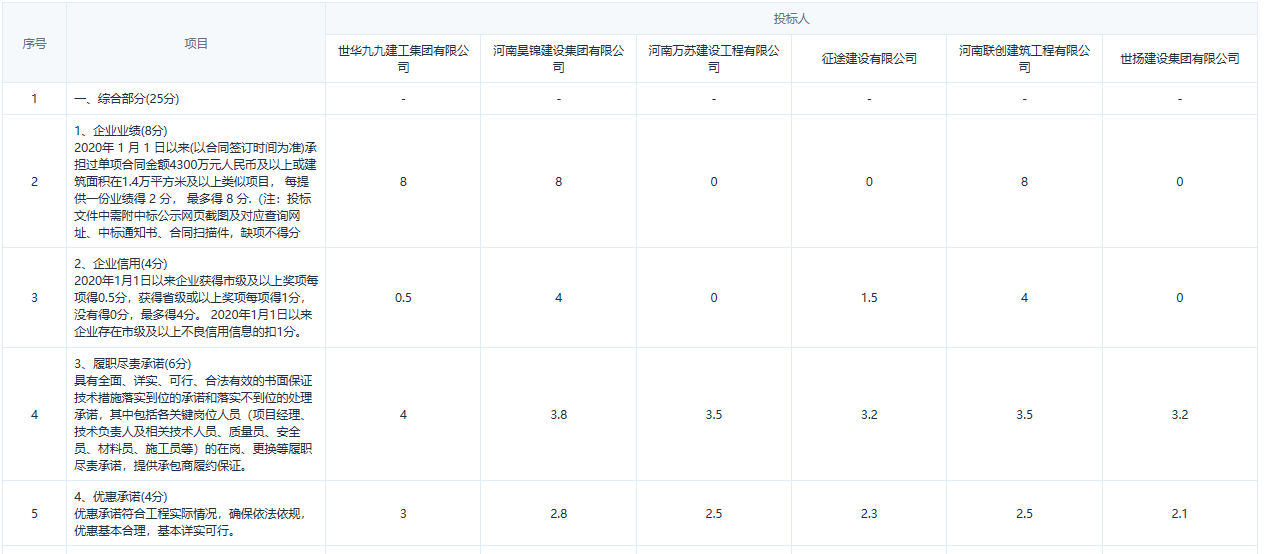 序号
项目
投标人
世华九九建工集团有限公
司
河南昊锦建设集团有限公
司
河南万苏建设工程有限公
司
征途建设有限公司
河南联创建筑工程有限公
司
世扬建设集团有限公司
1
一、综合部分(25分)
-
-
-
-
-
-
2
1、企业业绩(8分)
2020年 1 月 1 日以来(以合同签订时间为准)承
担过单项合同金额4300万元人民币及以上或建
筑面积在1.4万平方米及以上类似项目， 每提
供一份业绩得 2 分， 最多得 8 分.（注：投标
文件中需附中标公示网页截图及对应查询网
址、中标通知书、合同扫描件，缺项不得分
8
8
0
0
8
0
3
2、企业信用(4分)
2020年1月1日以来企业获得市级及以上奖项每
项得0.5分，获得省级或以上奖项每项得1分，
没有得0分，最多得4分。 2020年1月1日以来
企业存在市级及以上不良信用信息的扣1分。
0.5
4
0
1.5
4
0
4
3、履职尽责承诺(6分)
具有全面、详实、可行、合法有效的书面保证
技术措施落实到位的承诺和落实不到位的处理
承诺，其中包括各关键岗位人员（项目经理、
技术负责人及相关技术人员、质量员、安全
员、材料员、施工员等）的在岗、更换等履职
尽责承诺，提供承包商履约保证。
4
3.8
3.5
3.2
3.5
3.2
5
4、优惠承诺(4分)
优惠承诺符合工程实际情况，确保依法依规，
优惠基本合理，基本详实可行。
3
2.8
2.5
2.3
2.5
2.1